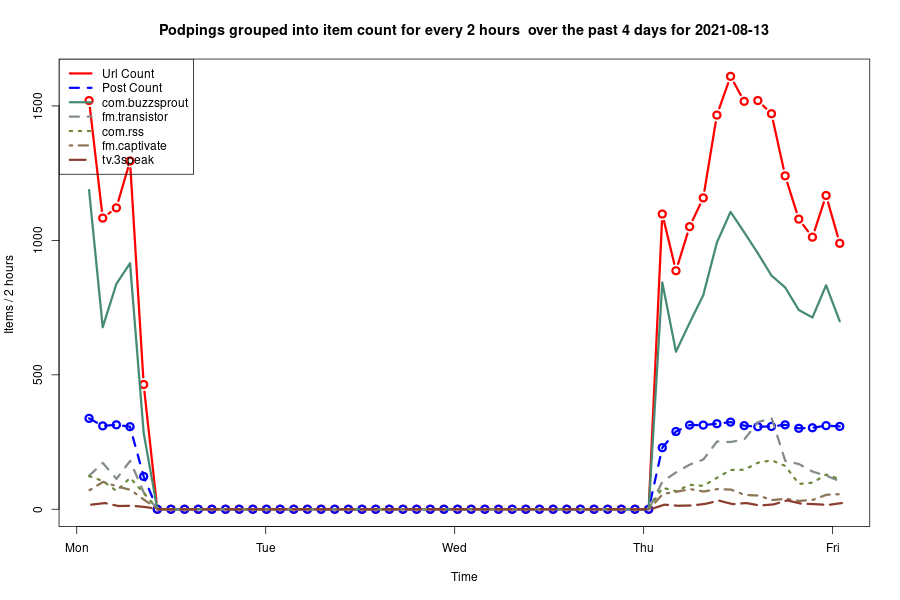 Podpings grouped into item count for every 2 hours  over the past 4 days for 2021-08-13
Url Count
Post Count
com.buzzsprout
fm.transistor
com.rss
fm.captivate
tv.3speak
Items / 2 hours
1500
1000
500
0
Mon Tue Wed Thu Fri
Time